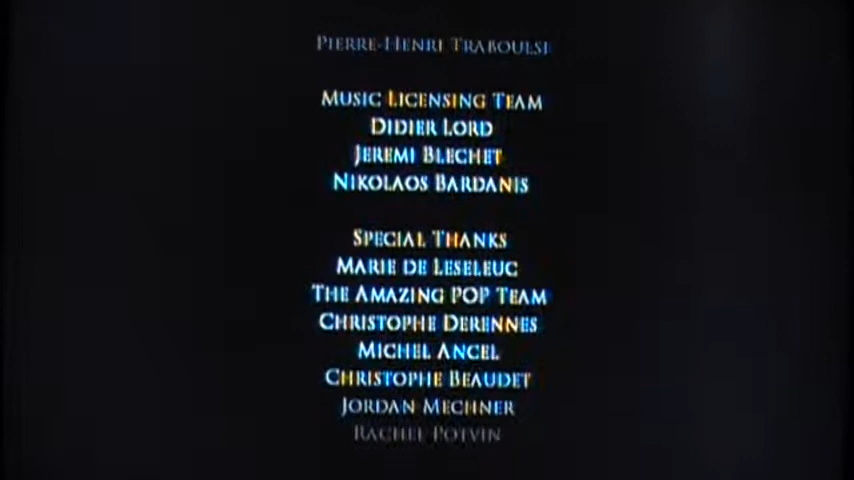 PIERRE-HENRI TRABOULSI
MUSIC LICENSING TEAM
DIDIER LORD
JEREMI BLECHET
NIKOLAOS BARDANIS
SPECIAL THANKS
MARIE DE LESELEUC
THE AMAZING POP TEAM
CHRISTOPHE DERENNES
MICHEL ANCEL
CHRISTOPHE BEAUDET
JORDAN MECHNER
RACHEL POTVIN